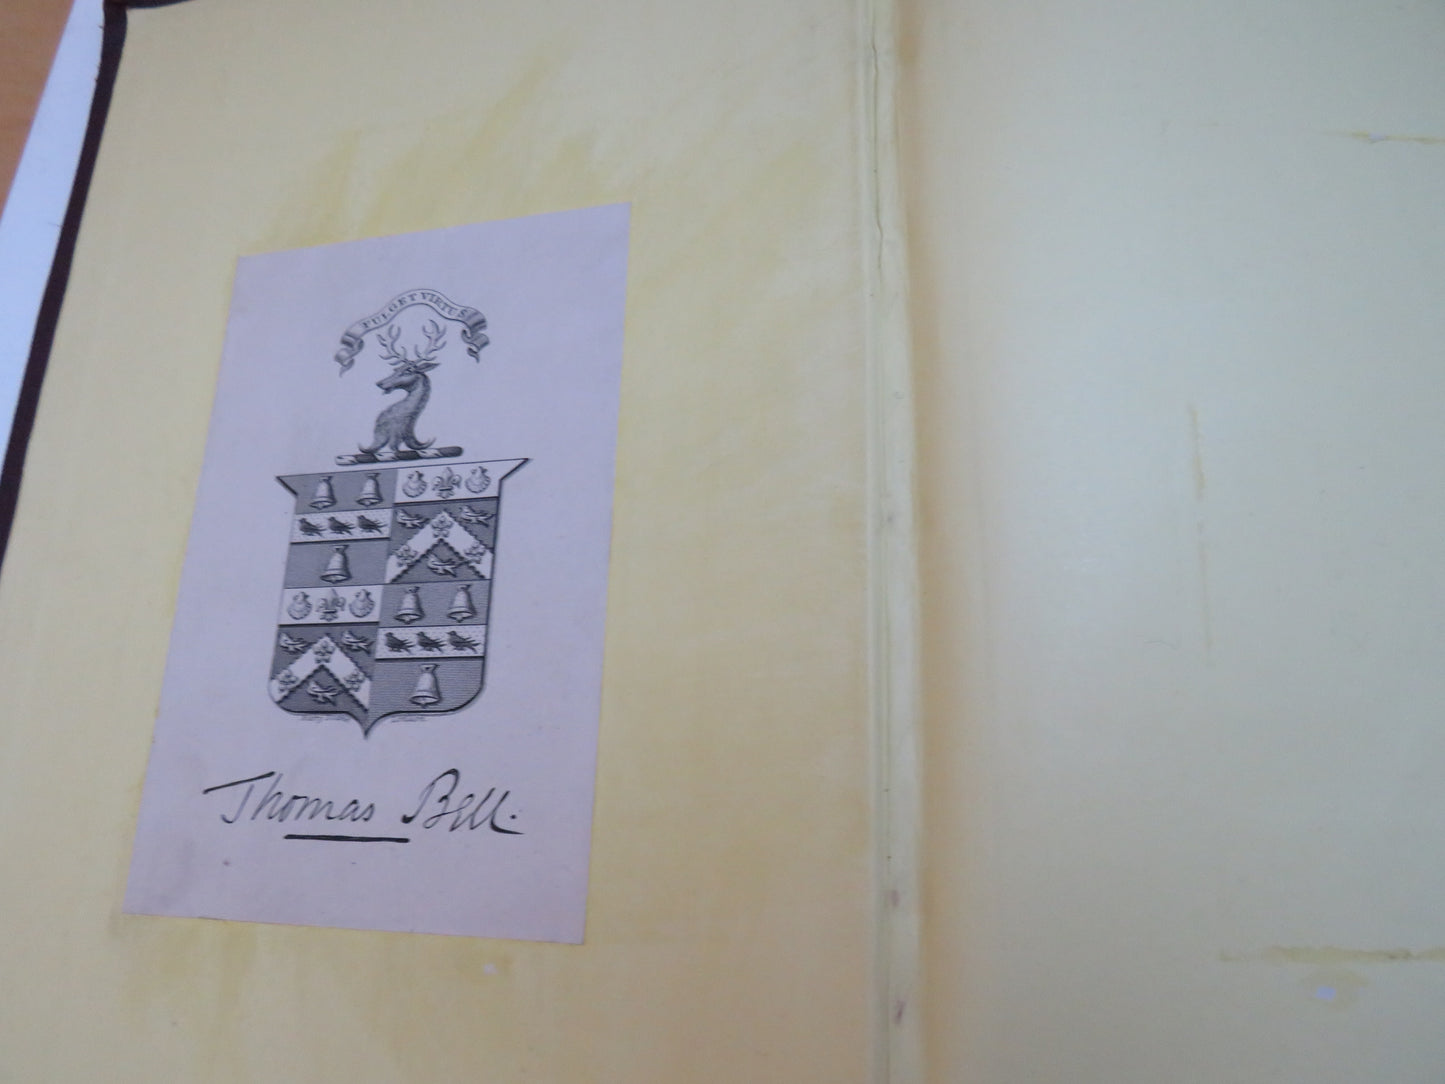 FULGET VIRTUS
Thomas Bell.